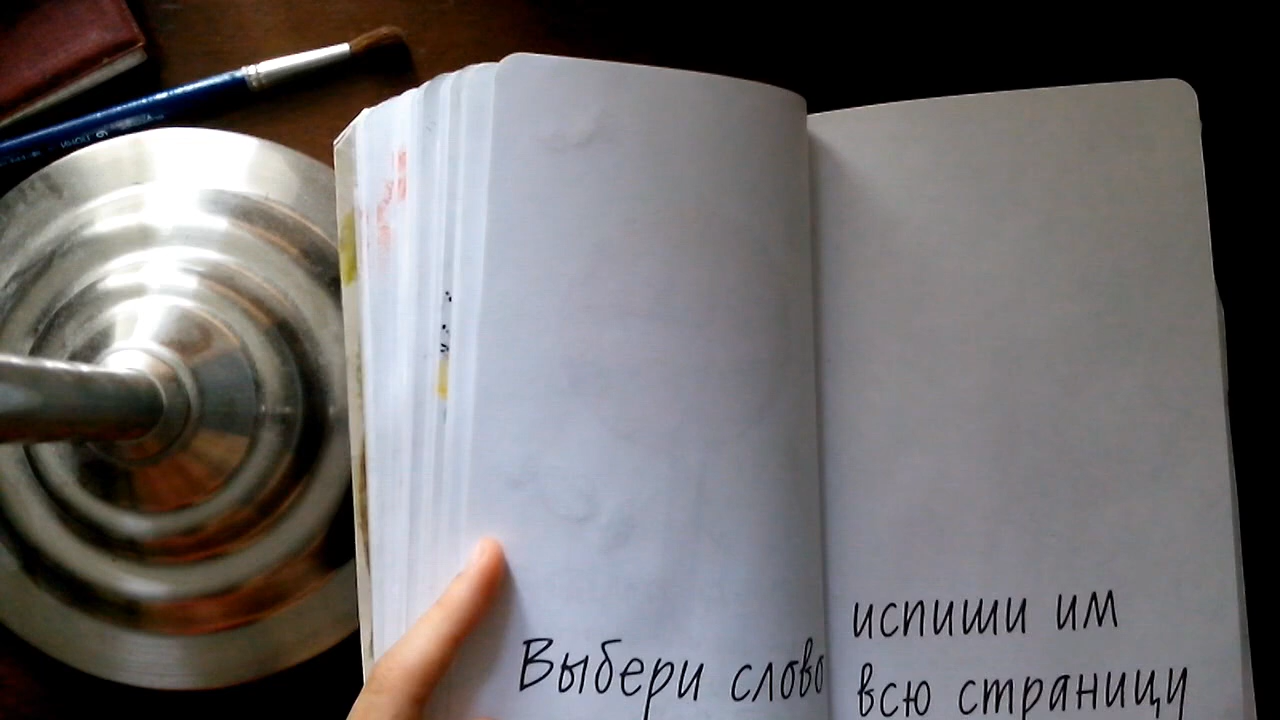 Выбери слово
испиши им
всю страницу